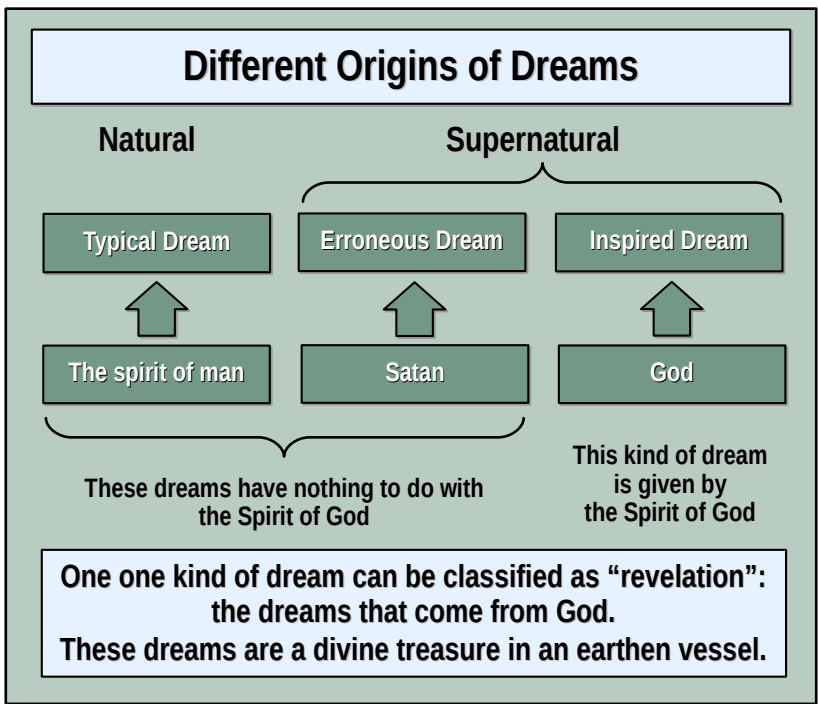 Different Origins of Dreams
Natural
Supernatural
Typical Dream
Erroneous Dream
Inspired Dream
The spirit of man
Satan
God
These dreams have nothing to do with
the Spirit of God
This kind of dream
is given by
the Spirit of God
One one kind of dream can be classified as “revelation”:
the dreams that come from God.
These dreams are a divine treasure in an earthen vessel.